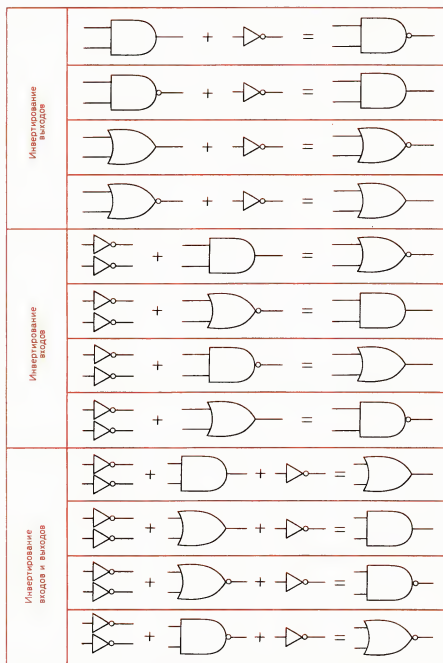 Инвертирование
выходов
Инвертирование
входов
Инвертирование
входов и выходов
+ =
+ =
+ =
+ =
+ =
+ =
+ =
+ =
+ + =
+ + =
+ + =
+ + =